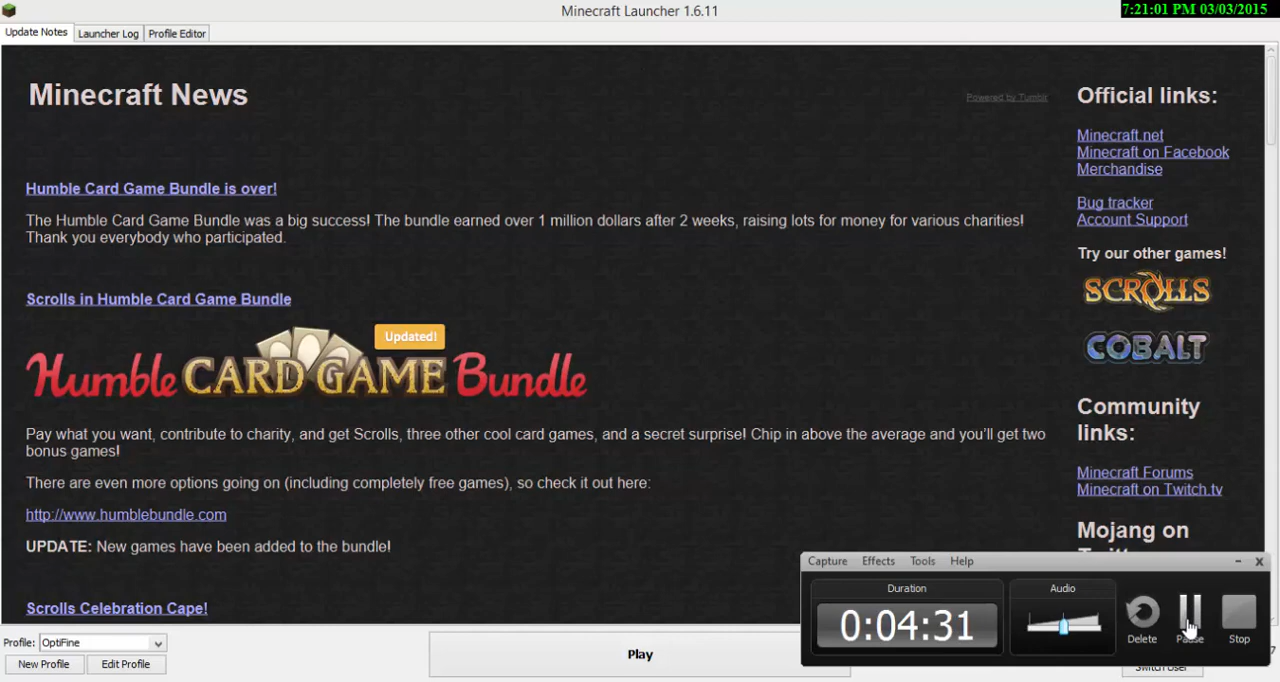 Minecraft Launcher 1.6.11
7:21:01 PM 03/03/2015
Update Notes
Launcher Log
Profile Editor
Minecraft News
Powered by Tumblr
Humble Card Game Bundle is over!
The Humble Card Game Bundle was a big success! The bundle earned over 1 million dollars after 2 weeks, raising lots for money for various charities!
Thank you everybody who participated.
Scrolls in Humble Card Game Bundle
Updated!
Humble CARD GAME Bundle
Pay what you want, contribute to charity, and get Scrolls, three other cool card games, and a secret surprise! Chip in above the average and you'll get two
bonus games!
There are even more options going on (including completely free games), so check it out here:
http://www.humblebundle.com
UPDATE: New games have been added to the bundle!
Scrolls Celebration Cape!
Official links:
Minecraft.net
Minecraft on Facebook
Merchandise
Bug tracker
Account Support
Try our other games!
SCROLLS
COBALT
Community
links:
Minecraft Forums
Minecraft on Twitch.tv
Mojang on
Capture Effects Tools Help
Duration
0:04:31
Audio
Delete
Pause
Stop
Profile: OptiFine
New Profile
Edit Profile
Play
Switch User